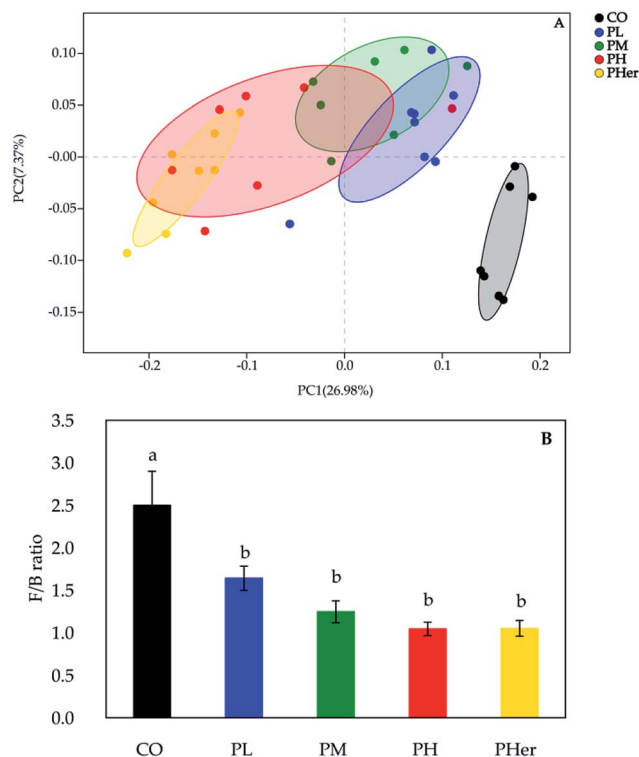 A
CO
PL
PM
PH
PHer
0.10
0.05
-0.00
-0.05
-0.10
-0.15
PC2(7.37%)
-0.2
-0.1
0.0
0.1
0.2
PC1(26.98%)
B
3.5
3.0
2.5
2.0
1.5
1.0
0.5
0.0
F/B ratio
a
b
b
b
b
CO PL PM PH PHer